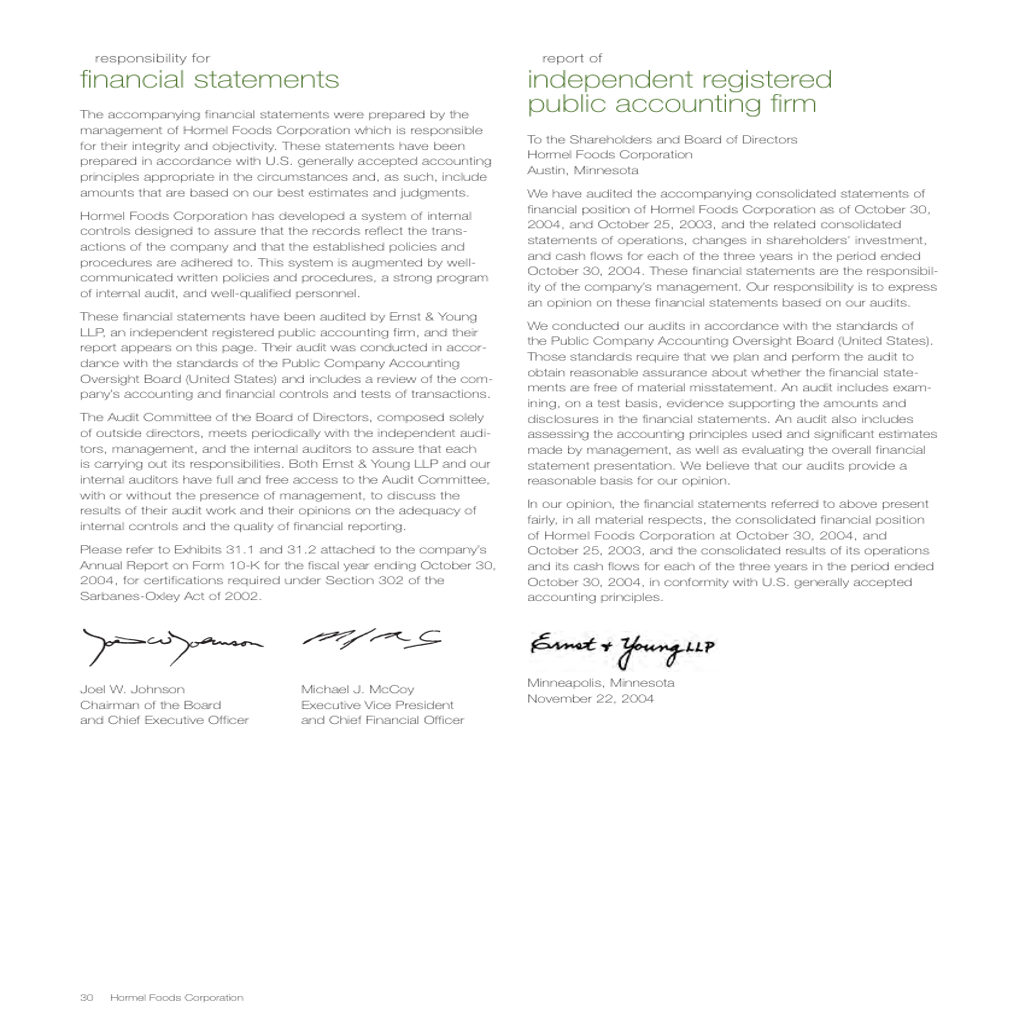 responsibility for
financial statements
The accompanying financial statements were prepared by the
management of Hormel Foods Corporation which is responsible
for their integrity and objectivity. These statements have been
prepared in accordance with U.S. generally accepted accounting
principles appropriate in the circumstances and, as such, include
amounts that are based on our best estimates and judgments.
Hormel Foods Corporation has developed a system of internal
controls designed to assure that the records reflect the trans-
actions of the company and that the established policies and
procedures are adhered to. This system is augmented by well-
communicated written policies and procedures, a strong program
of internal audit, and well-qualified personnel.
These financial statements have been audited by Ernst & Young
LLP, an independent registered public accounting firm, and their
report appears on this page. Their audit was conducted in accor-
dance with the standards of the Public Company Accounting
Oversight Board (United States) and includes a review of the com-
pany's accounting and financial controls and tests of transactions.
The Audit Committee of the Board of Directors, composed solely
of outside directors, meets periodically with the independent audi-
tors, management, and the internal auditors to assure that each
is carrying out its responsibilities. Both Ernst & Young LLP and our
internal auditors have full and free access to the Audit Committee,
with or without the presence of management, to discuss the
results of their audit work and their opinions on the adequacy of
internal controls and the quality of financial reporting.
Please refer to Exhibits 31.1 and 31.2 attached to the company's
Annual Report on Form 10-K for the fiscal year ending October 30,
2004, for certifications required under Section 302 of the
Sarbanes-Oxley Act of 2002.
Joel W Johnson
Joel W. Johnson
Chairman of the Board
and Chief Executive Officer
Michael J. McCoy
Executive Vice President
and Chief Financial Officer
report of
independent registered
public accounting firm
To the Shareholders and Board of Directors
Hormel Foods Corporation
Austin, Minnesota
We have audited the accompanying consolidated statements of
financial position of Hormel Foods Corporation as of October 30,
2004, and October 25, 2003, and the related consolidated
statements of operations, changes in shareholders' investment,
and cash flows for each of the three years in the period ended
October 30, 2004. These financial statements are the responsibil-
ity of the company's management. Our responsibility is to express
an opinion on these financial statements based on our audits.
We conducted our audits in accordance with the standards of
the Public Company Accounting Oversight Board (United States).
Those standards require that we plan and perform the audit to
obtain reasonable assurance about whether the financial state-
ments are free of material misstatement. An audit includes exam-
ining, on a test basis, evidence supporting the amounts and
disclosures in the financial statements. An audit also includes
assessing the accounting principles used and significant estimates
made by management, as well as evaluating the overall financial
statement presentation. We believe that our audits provide a
reasonable basis for our opinion.
In our opinion, the financial statements referred to above present
fairly, in all material respects, the consolidated financial position
of Hormel Foods Corporation at October 30, 2004, and
October 25, 2003, and the consolidated results of its operations
and its cash flows for each of the three years in the period ended
October 30, 2004, in conformity with U.S. generally accepted
accounting principles.
Ernst + Young LLP
Minneapolis, Minnesota
November 22, 2004
30 Hormel Foods Corporation